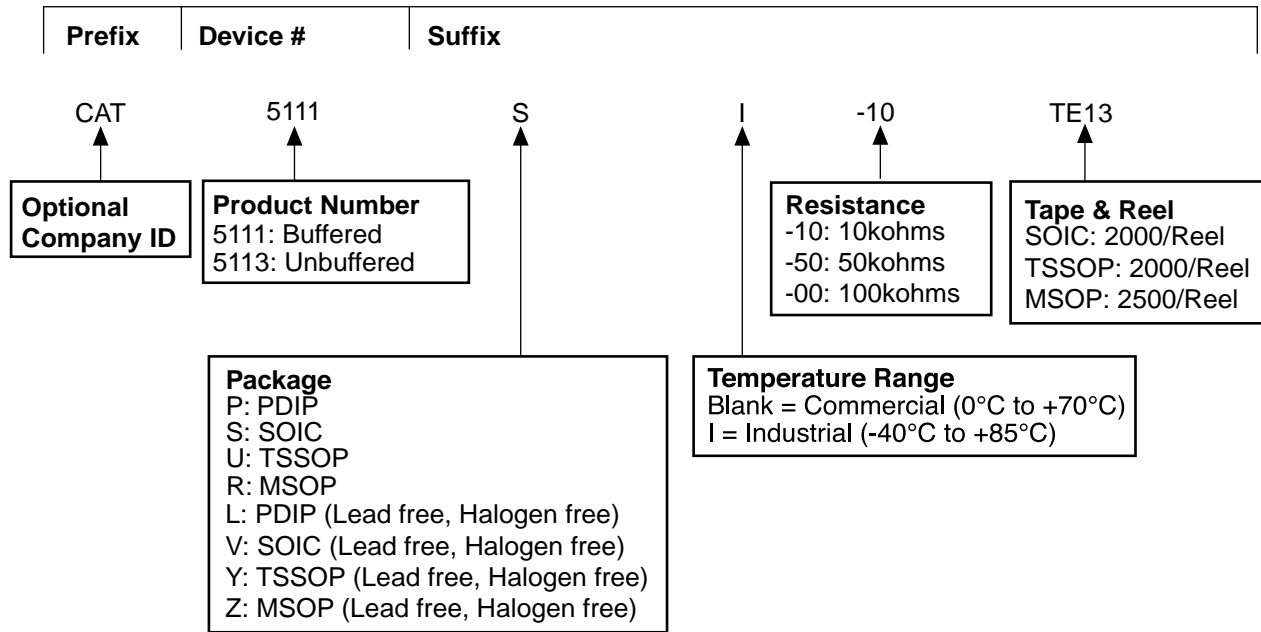 Prefix Device # Suffix
CAT 5111 S I -10 TE13
Optional
Company ID
Product Number
5111: Buffered
5113: Unbuffered
Resistance
-10: 10kohms
-50: 50kohms
-00: 100kohms
Tape & Reel
SOIC: 2000/Reel
TSSOP: 2000/Reel
MSOP: 2500/Reel
Package
P: PDIP
S: SOIC
U: TSSOP
R: MSOP
L: PDIP (Lead free, Halogen free)
V: SOIC (Lead free, Halogen free)
Y: TSSOP (Lead free, Halogen free)
Z: MSOP (Lead free, Halogen free)
Temperature Range
Blank = Commercial (0°C to +70°C)
I = Industrial (-40°C to +85°C)